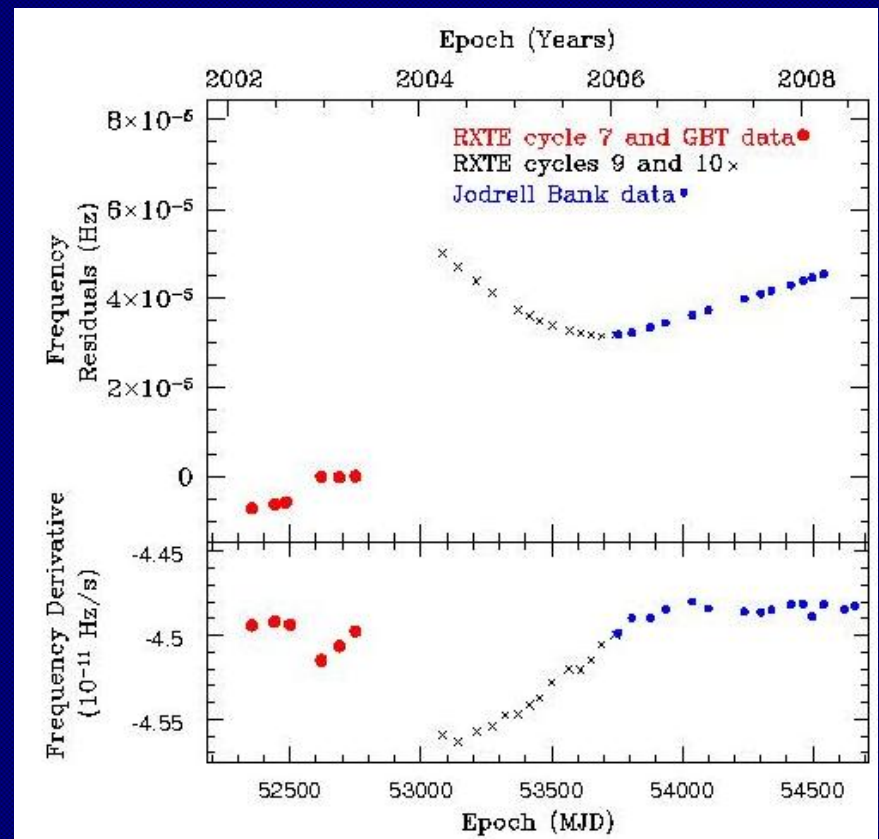 Epoch (Years)
2002 2004 2006 2008
8×10⁻⁵
6×10⁻⁵
4×10⁻⁵
2×10⁻⁵
0
Frequency
Residuals (Hz)
RXTE cycle 7 and GBT data
RXTE cycles 9 and 10
Jodrell Bank data
-4.45
-4.5
-4.55
Frequency Derivative
(10⁻¹¹ Hz/s)
52500 53000 53500 54000 54500
Epoch (MJD)